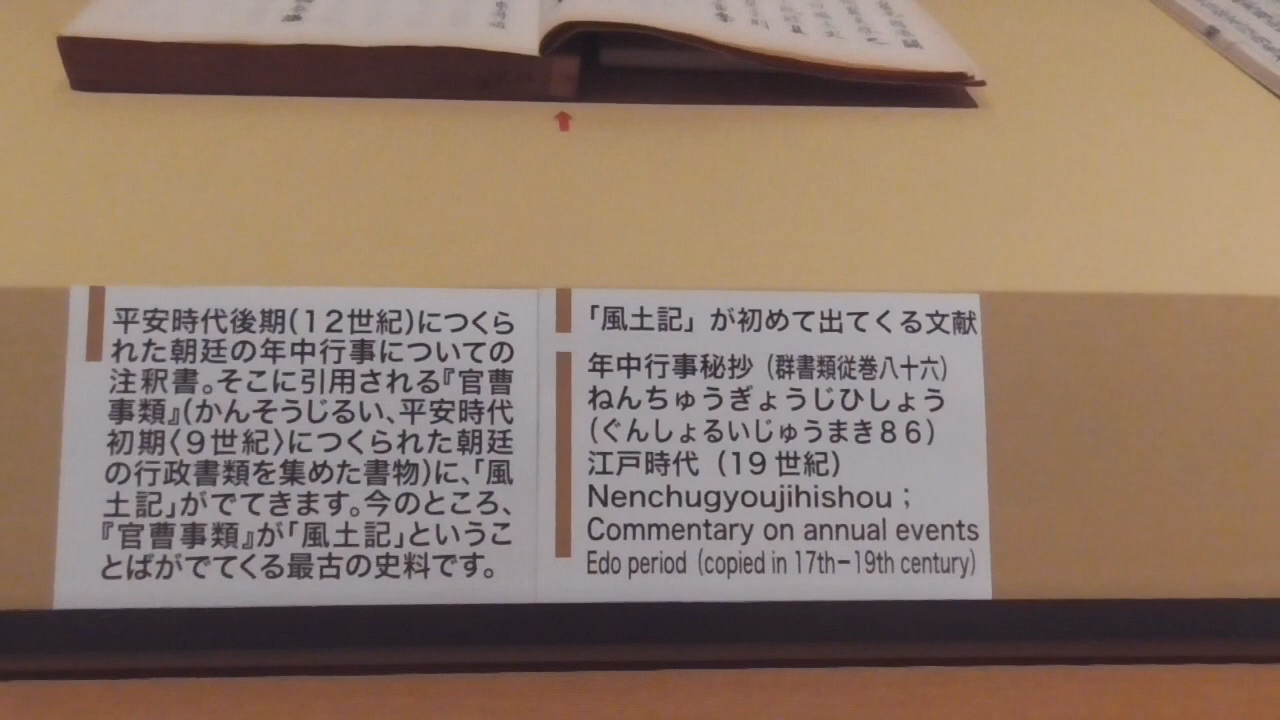 平安時代後期(12世紀)につくら
れた朝廷の年中行事についての
注釈書。そこに引用される『官曹
事類』(かんそうじるい、平安時代
初期〈9世紀〉につくられた朝廷
の行政書類を集めた書物)に、「風
土記」がでてきます。今のところ、
『官曹事類』が「風土記」というこ
とばがでてくる最古の史料です。
「風土記」が初めて出てくる文献
年中行事秘抄（群書類従巻八十六）
ねんちゅうぎょうじひしょう
（ぐんしょるいじゅうまき８６）
江戸時代（19世紀）
Nenchugyoujihishou；
Commentary on annual events
Edo period (copied in 17th−19th century)